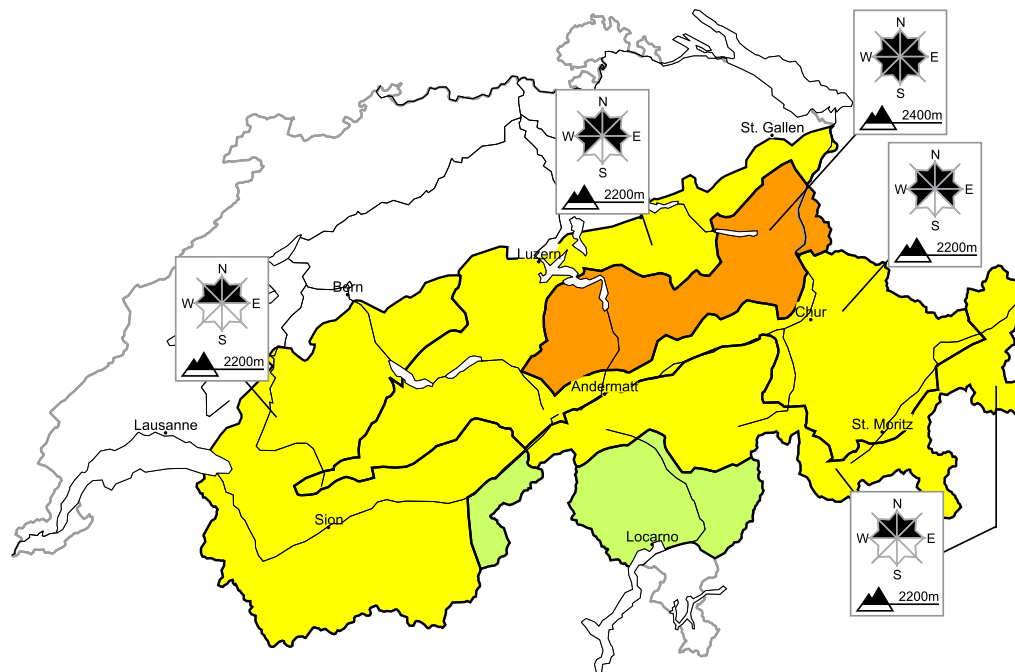 N
W E
S
2400m
N
W E
S
2200m
St. Gallen
N
W E
S
2200m
Luzern
N
W E
S
2200m
Bern
Chur
Andermatt
Lausanne
St. Moritz
N
W E
S
2200m
Sion
Locarno